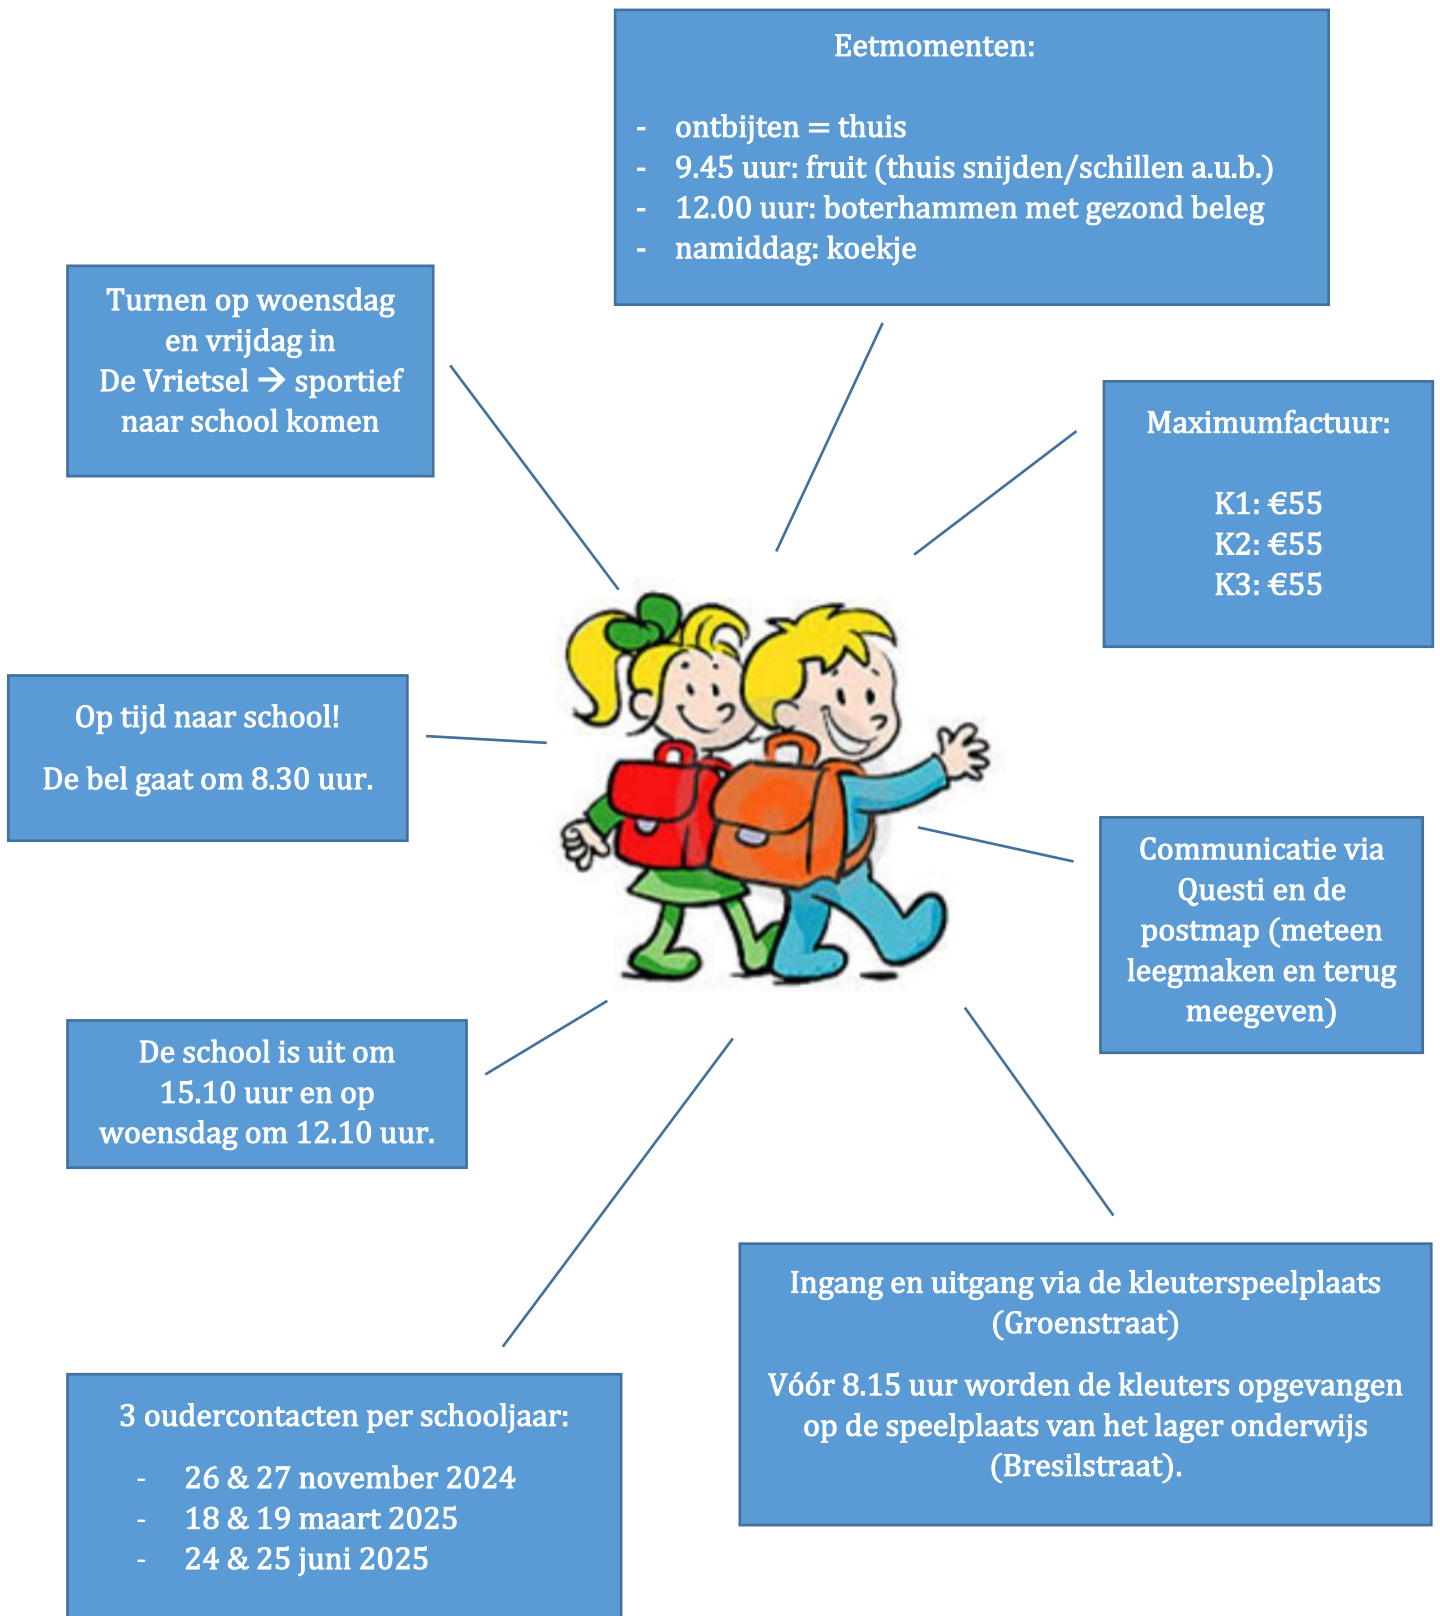 Eetmomenten:
- ontbijten = thuis
- 9.45 uur: fruit (thuis snijden/schillen a.u.b.)
- 12.00 uur: boterhammen met gezond beleg
- namiddag: koekje
Turnen op woensdag
en vrijdag in
De Vrietsel → sportief
naar school komen
Maximumfactuur:
K1: €55
K2: €55
K3: €55
Op tijd naar school!
De bel gaat om 8.30 uur.
Communicatie via
Questi en de
postmap (meteen
leegmaken en terug
meegeven)
De school is uit om
15.10 uur en op
woensdag om 12.10 uur.
Ingang en uitgang via de kleuterspeelplaats
(Groenstraat)
Vóór 8.15 uur worden de kleuters opgevangen
op de speelplaats van het lager onderwijs
(Bresilstraat).
3 oudercontacten per schooljaar:
- 26 & 27 november 2024
- 18 & 19 maart 2025
- 24 & 25 juni 2025